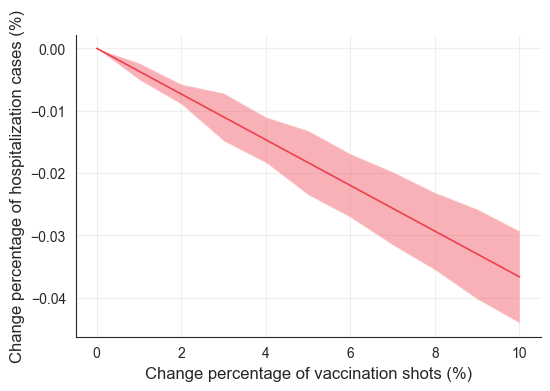 Change percentage of hospitalization cases (%)
0.00
−0.01
−0.02
−0.03
−0.04
0 2 4 6 8 10
Change percentage of vaccination shots (%)